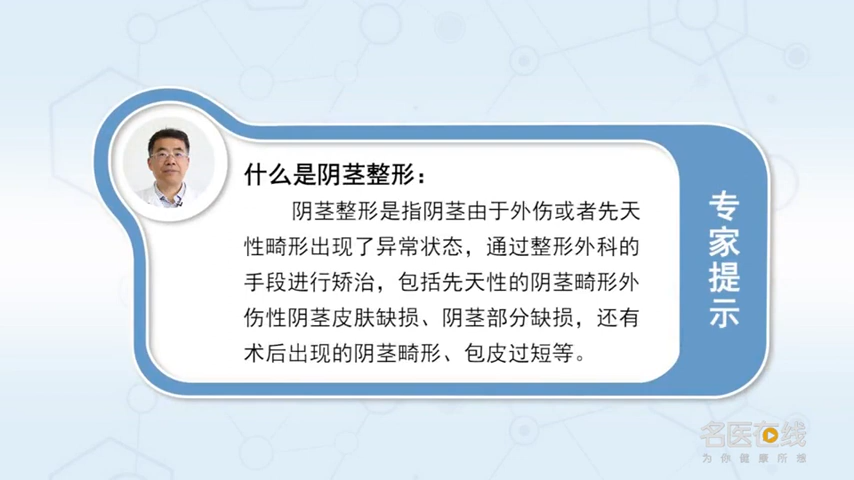 什么是阴茎整形：
阴茎整形是指阴茎由于外伤或者先天
性畸形出现了异常状态，通过整形外科的
手段进行矫治，包括先天性的阴茎畸形外
伤性阴茎皮肤缺损、阴茎部分缺损，还有
术后出现的阴茎畸形、包皮过短等。
专家提示
名医在线
为你健康所想